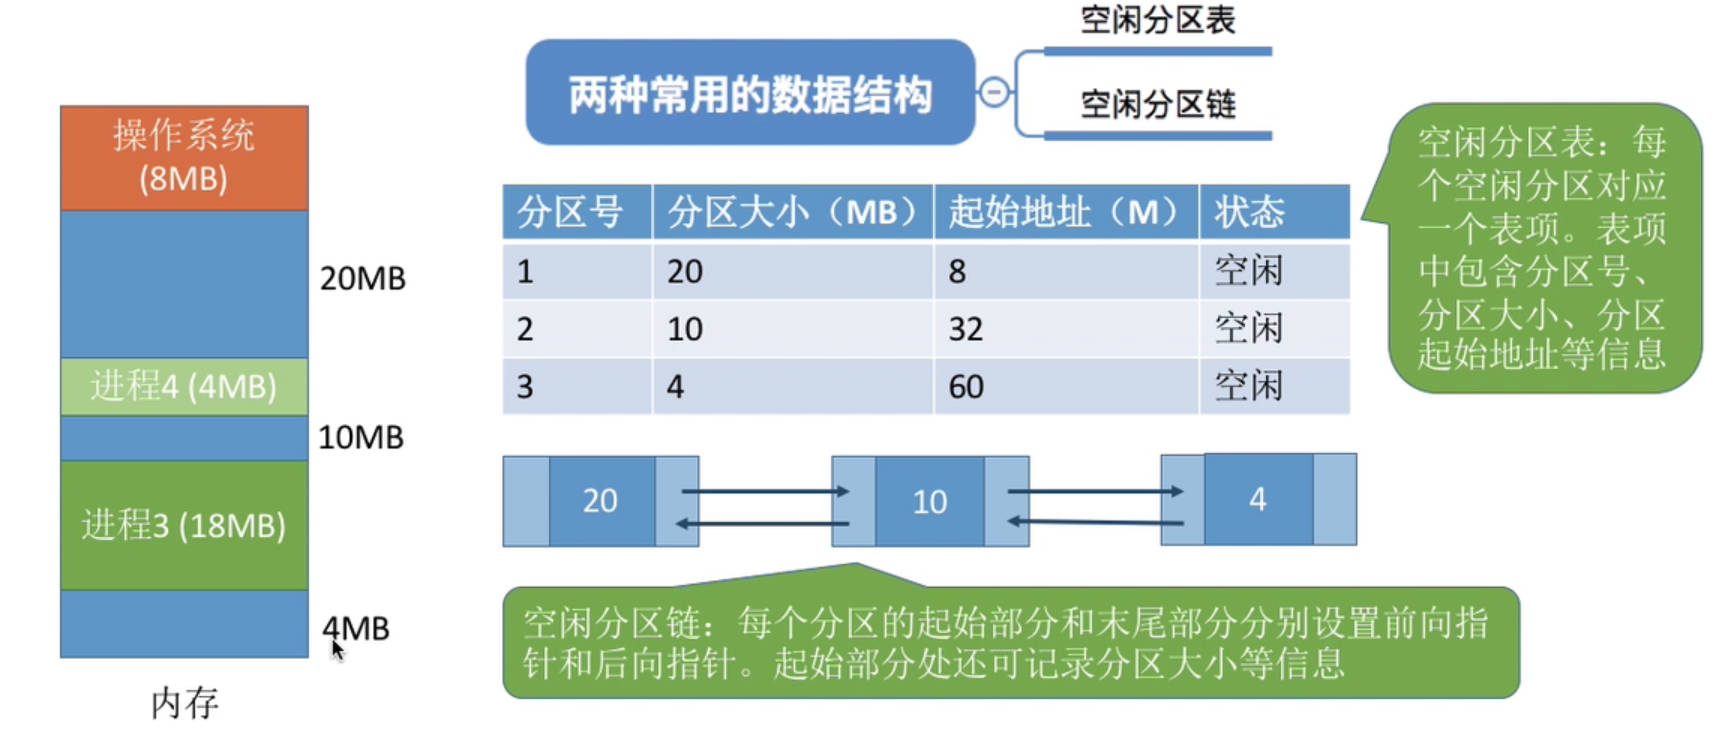 空闲分区表
两种常用的数据结构
空闲分区链
操作系统
(8MB)
20MB
进程4 (4MB)
10MB
进程3 (18MB)
4MB
内存
分区号 分区大小（MB） 起始地址（M） 状态
1 20 8 空闲
2 10 32 空闲
3 4 60 空闲
空闲分区表：每
个空闲分区对应
一个表项。表项
中包含分区号、
分区大小、分区
起始地址等信息
20 10 4
空闲分区链：每个分区的起始部分和末尾部分分别设置前向指
针和后向指针。起始部分处还可记录分区大小等信息